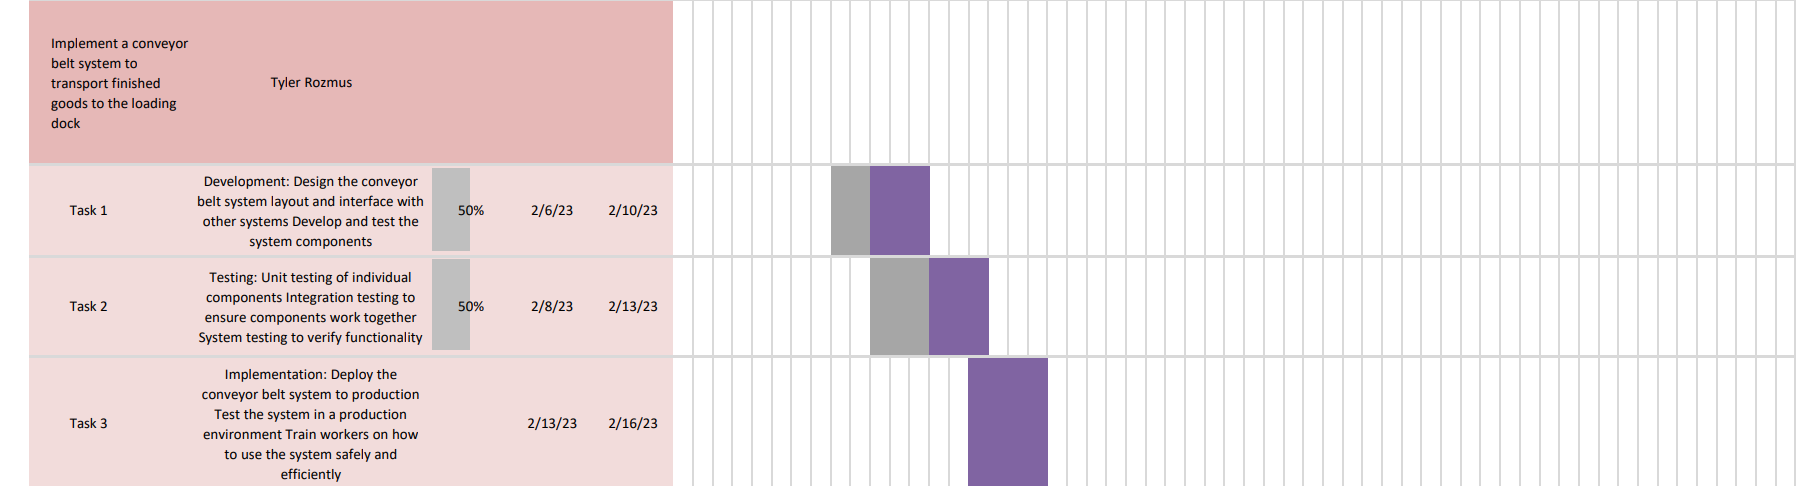 Implement a conveyor
belt system to
transport finished
goods to the loading
dock
Tyler Rozmus
Task 1
Development: Design the conveyor
belt system layout and interface with
other systems Develop and test the
system components
50%
2/6/23
2/10/23
Task 2
Testing: Unit testing of individual
components Integration testing to
ensure components work together
System testing to verify functionality
50%
2/8/23
2/13/23
Task 3
Implementation: Deploy the
conveyor belt system to production
Test the system in a production
environment Train workers on how
to use the system safely and
efficiently
2/13/23
2/16/23